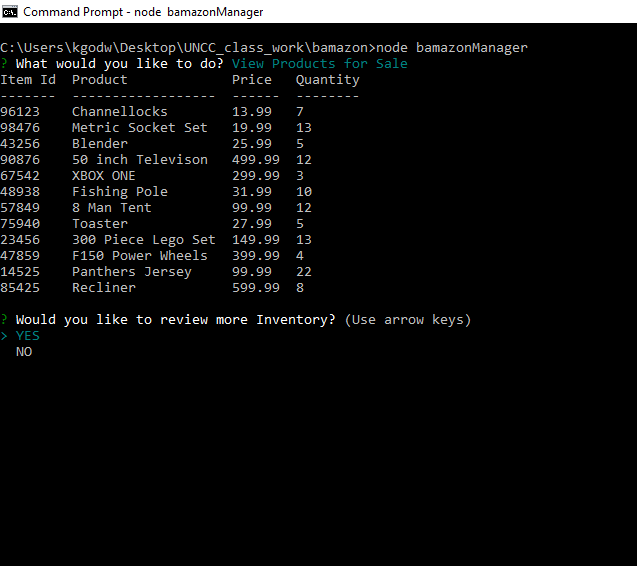 Command Prompt - node bamazonManager
C:\Users\kgodw\Desktop\UNCC_class_work\bamazon>node bamazonManager
? What would you like to do? View Products for Sale
Item Id  Product             Price   Quantity
-------  ------------------  ------  --------
96123    Channellocks        13.99   7
98476    Metric Socket Set   19.99   13
43256    Blender             25.99   5
90876    50 inch Televison   499.99  12
67542    XBOX ONE            299.99  3
48938    Fishing Pole        31.99   10
57849    8 Man Tent          99.99   12
75940    Toaster             27.99   5
23456    300 Piece Lego Set  149.99  13
47859    F150 Power Wheels   399.99  4
14525    Panthers Jersey     99.99   22
85425    Recliner            599.99  8
? Would you like to review more Inventory? (Use arrow keys)
> YES
  NO